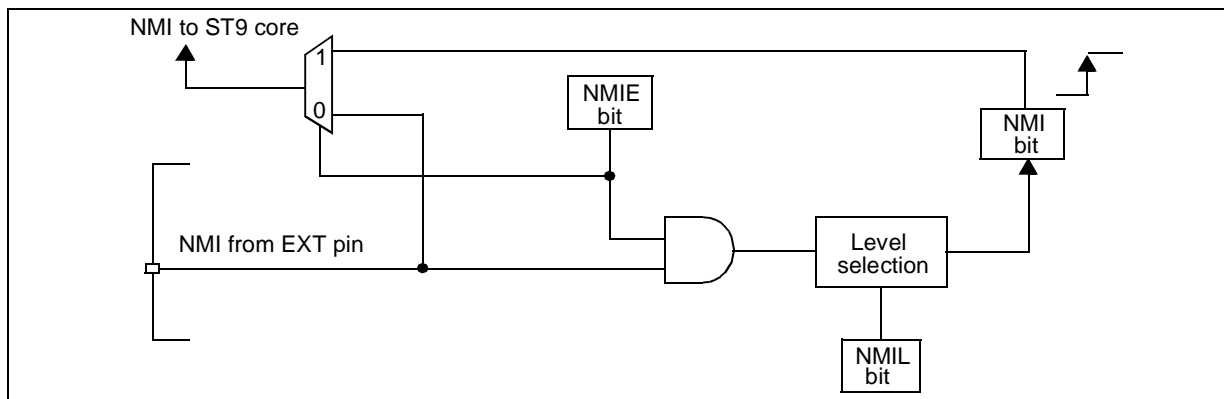 NMI to ST9 core
1
0
NMIE
bit
NMI
bit
NMI from EXT pin
Level
selection
NMIL
bit